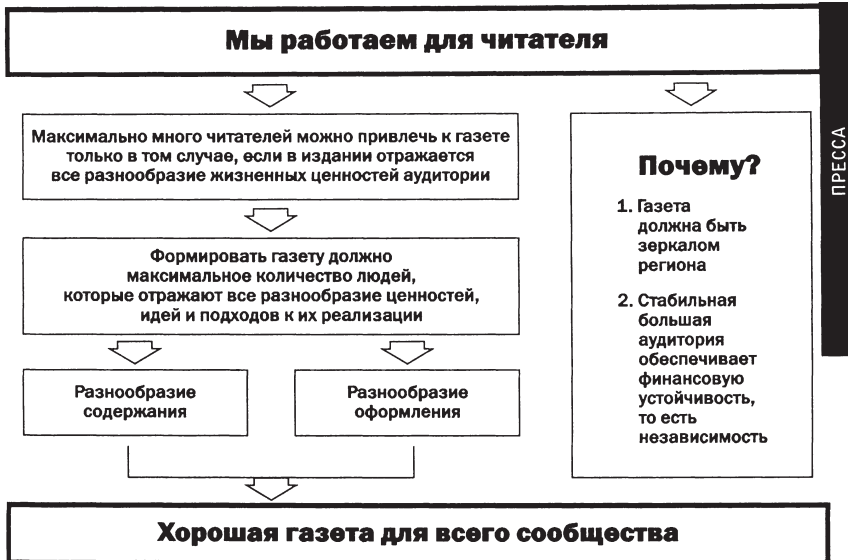 Мы работаем для читателя
Максимально много читателей можно привлечь к газете
только в том случае, если в издании отражается
все разнообразие жизненных ценностей аудитории
Формировать газету должно
максимальное количество людей,
которые отражают все разнообразие ценностей,
идей и подходов к их реализации
Разнообразие
содержания
Разнообразие
оформления
Почему?
1. Газета
должна быть
зеркалом
региона
2. Стабильная
большая
аудитория
обеспечивает
финансовую
устойчивость,
то есть
независимость
ПРЕССА
Хорошая газета для всего сообщества